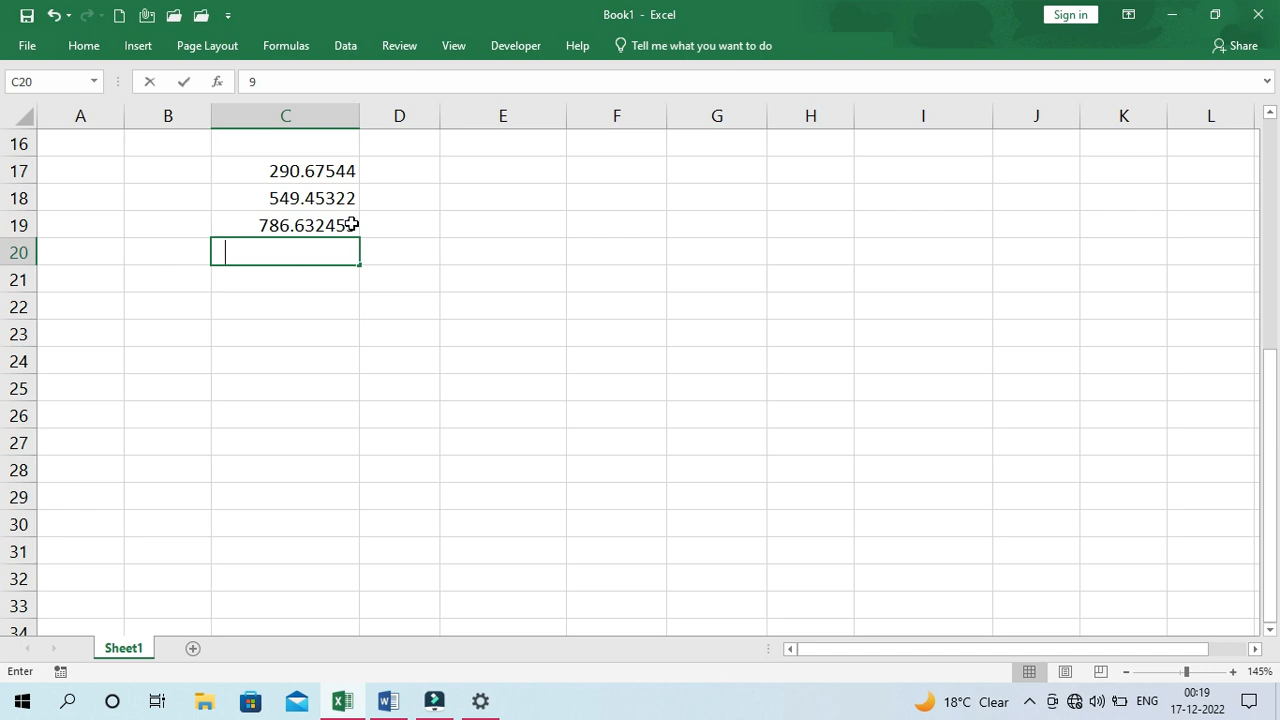 Book1 - Excel
Sign in
File Home Insert Page Layout Formulas Data Review View Developer Help Tell me what you want to do Share
C20 fx 9
A B C D E F G H I J K L
16
17 290.67544
18 549.45322
19 786.63245
20
21
22
23
24
25
26
27
28
29
30
31
32
33
34
Sheet1
Enter 145%
18°C Clear ENG 00:19
17-12-2022